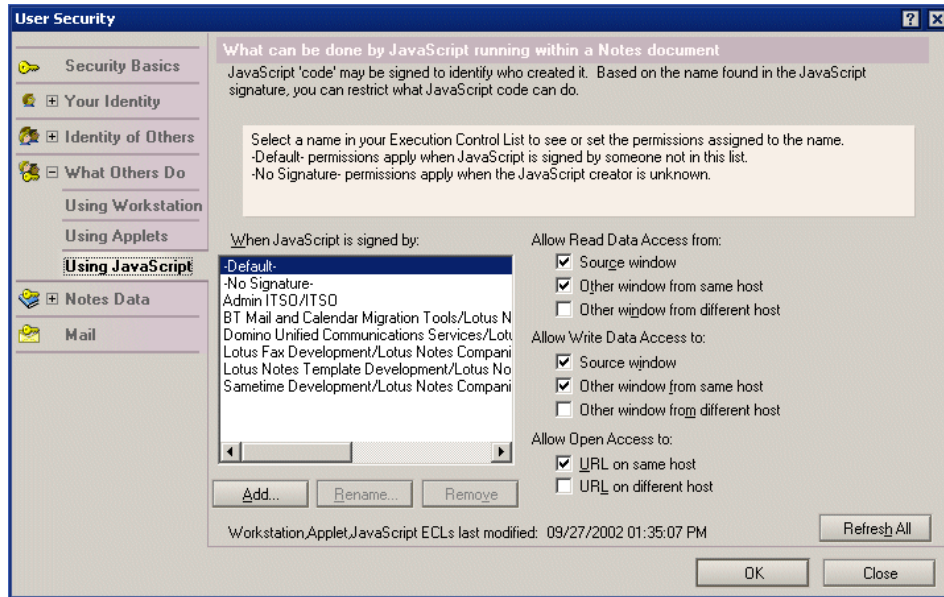 User Security
Security Basics
Your Identity
Identity of Others
What Others Do
Using Workstation
Using Applets
Using JavaScript
Notes Data
Mail
What can be done by JavaScript running within a Notes document
JavaScript 'code' may be signed to identify who created it. Based on the name found in the JavaScript
signature, you can restrict what JavaScript code can do.
Select a name in your Execution Control List to see or set the permissions assigned to the name.
-Default- permissions apply when JavaScript is signed by someone not in this list.
-No Signature- permissions apply when the JavaScript creator is unknown.
When JavaScript is signed by:
-Default-
-No Signature-
Admin ITSO/ITSO
BT Mail and Calendar Migration Tools/Lotus N
Domino Unified Communications Services/Lotu
Lotus Fax Development/Lotus Notes Compani
Lotus Notes Template Development/Lotus No
Sametime Development/Lotus Notes Compani
Add...
Rename...
Remove
Allow Read Data Access from:
Source window
Other window from same host
Other window from different host
Allow Write Data Access to:
Source window
Other window from same host
Other window from different host
Allow Open Access to:
URL on same host
URL on different host
Workstation,Applet,JavaScript ECLs last modified: 09/27/2002 01:35:07 PM
Refresh All
OK
Close